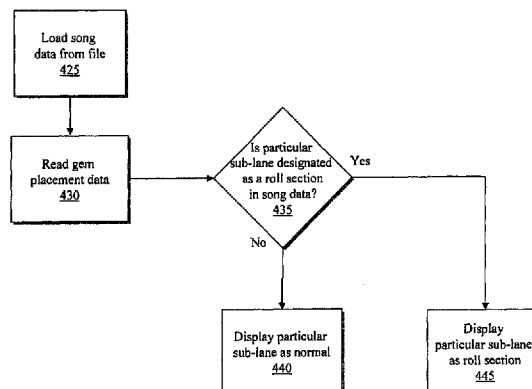 Load song
data from file
425
Read gem
placement data
430
Is particular
sub-lane designated
as a roll section
in song data?
435
Yes
No
Display particular
sub-lane as normal
440
Display
particular sub-lane
as roll section
445